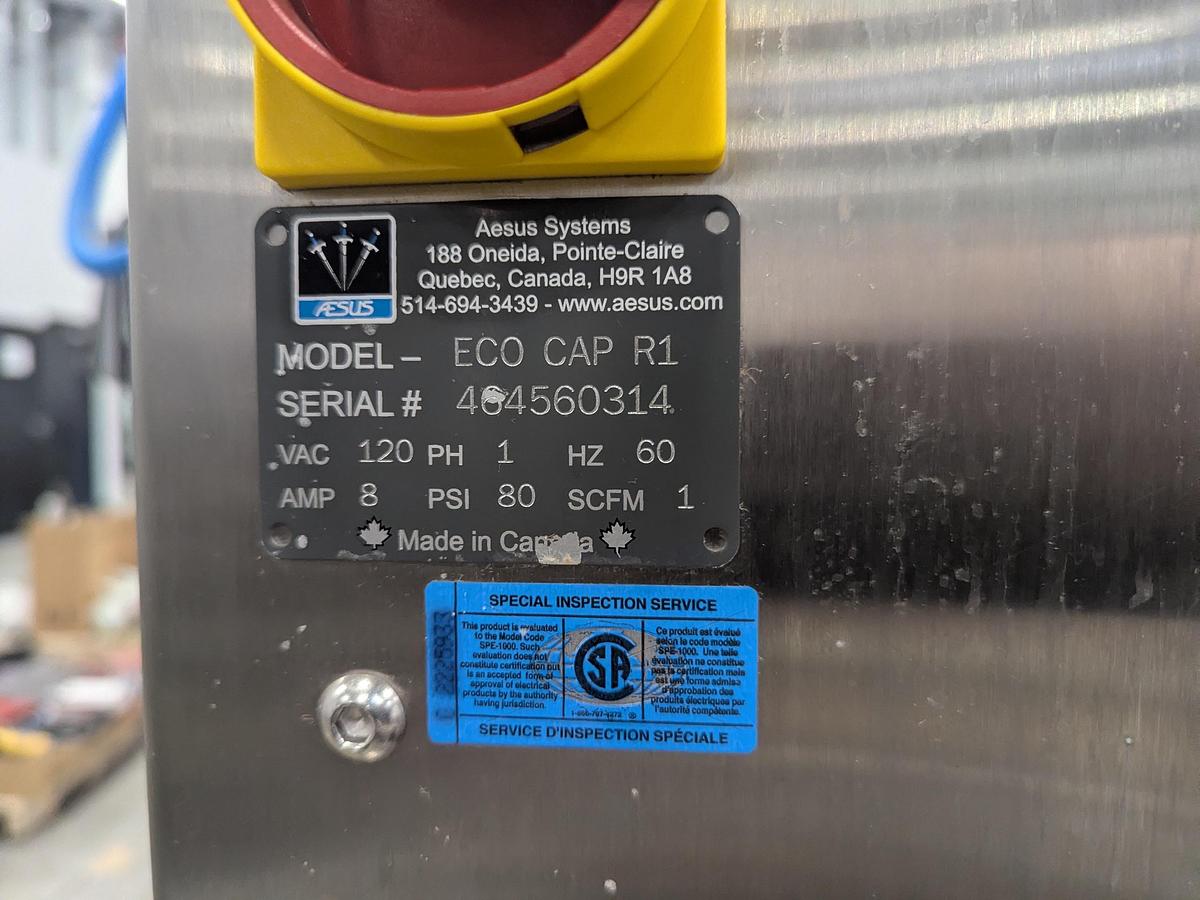 Aesus Systems
188 Oneida, Pointe-Claire
Quebec, Canada, H9R 1A8
514-694-3439 - www.aesus.com
ÆSUS
MODEL – ECO CAP R1
SERIAL #
VAC 120 PH 1 HZ 60
AMP 8 PSI 80 SCFM 1
Made in Canada
SPECIAL INSPECTION SERVICE
This product is evaluated
to the Model Code
SPE-1000. Such
evaluation does not
constitute certification but
is an accepted form of
approval of electrical
products by the authority
having jurisdiction.
CSA
Ce produit est évalué
selon le code modèle
SPE-1000. Une telle
évaluation ne constitue
pas la certification mais
est une forme admise
d'approbation des
produits électriques par
l'autorité compétente.
SERVICE D'INSPECTION SPÉCIALE